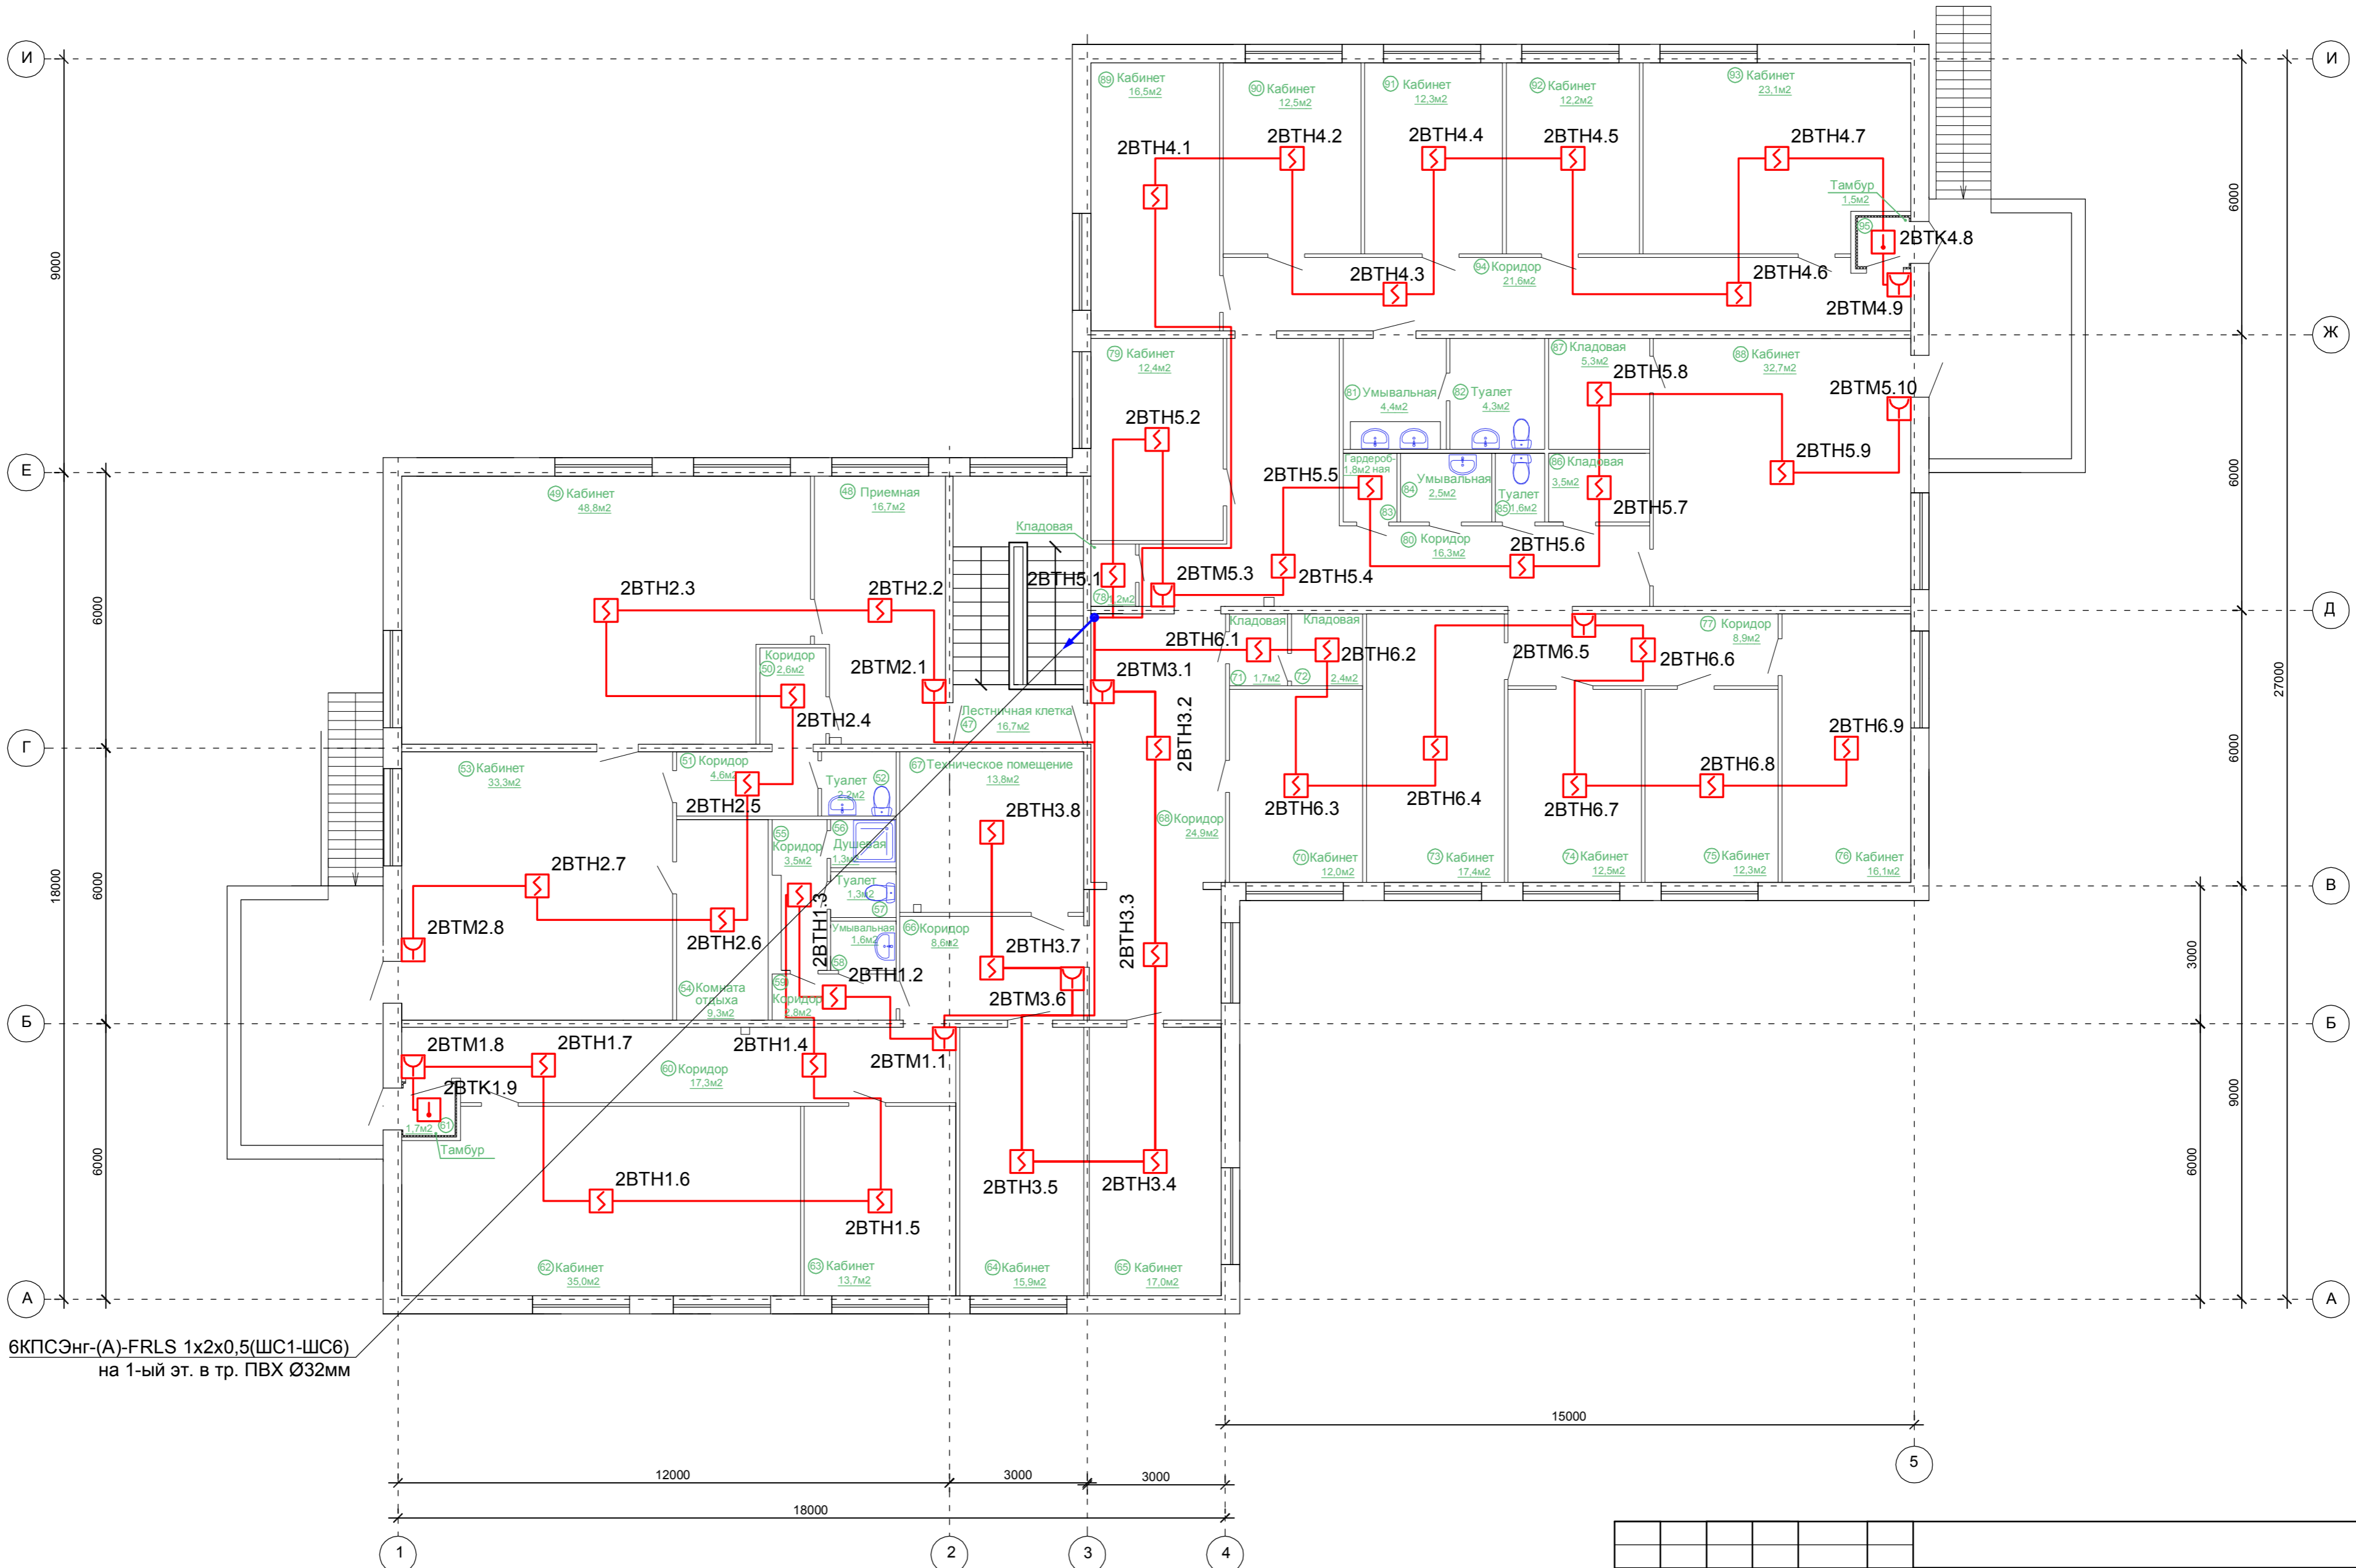 И
И
89 Кабинет
16,5м2
90 Кабинет
12,5м2
91 Кабинет
12,3м2
92 Кабинет
12,2м2
93 Кабинет
23,1м2
2ВТН4.1
2ВТН4.2
2ВТН4.4
2ВТН4.5
2ВТН4.7
Тамбур
1,5м2
95
2ВТК4.8
2ВТН4.3
94 Коридор
21,6м2
2ВТН4.6
2ВТМ4.9
9000
6000
Ж
79 Кабинет
12,4м2
87 Кладовая
5,3м2
88 Кабинет
32,7м2
2ВТН5.8
2ВТМ5.10
81 Умывальная
4,4м2
82 Туалет
4,3м2
2ВТН5.2
2ВТН5.9
Е
6000
2ВТН5.5
Гардероб-
1,8м2 ная
83
84 Умывальная
2,5м2
Туалет
85 1,6м2
86 Кладовая
3,5м2
2ВТН5.7
49 Кабинет
48,8м2
48 Приемная
16,7м2
Кладовая
80 Коридор
16,3м2
2ВТН5.6
2ВТН5.1
2ВТМ5.3
2ВТН5.4
78 1,2м2
2ВТН2.3
2ВТН2.2
6000
Д
27000
Кладовая
Кладовая
2ВТН6.1
2ВТН6.2
71 1,7м2
72 2,4м2
2ВТМ6.5
2ВТН6.6
77 Коридор
8,9м2
Коридор
50 2,6м2
2ВТМ2.1
2ВТМ3.1
2ВТН2.4
Лестничная клетка
47 16,7м2
2ВТН3.2
Г
6000
53 Кабинет
33,3м2
51 Коридор
4,6м2
2ВТН2.5
Туалет 52
2,2м2
67 Техническое помещение
13,8м2
2ВТН3.8
2ВТН6.3
2ВТН6.4
2ВТН6.7
2ВТН6.8
2ВТН6.9
68 Коридор
24,9м2
70 Кабинет
12,0м2
73 Кабинет
17,4м2
74 Кабинет
12,5м2
75 Кабинет
12,3м2
76 Кабинет
16,1м2
55
Коридор
3,5м2
56
Душевая
1,3м2
Туалет
1,3м2
57
2ВТН2.7
2ВТН1.3
18000
6000
В
2ВТМ2.8
2ВТН2.6
Умывальная
1,6м2
58
66 Коридор
8,6м2
2ВТН3.7
2ВТН3.3
2ВТМ3.6
2ВТН1.2
3000
54 Комната
отдыха
9,3м2
59
Коридор
2,8м2
Б
Б
2ВТМ1.8
2ВТН1.7
2ВТН1.4
2ВТМ1.1
2ВТК1.9
60 Коридор
17,3м2
1,7м2 61
Тамбур
6000
9000
6000
2ВТН1.6
2ВТН1.5
2ВТН3.5
2ВТН3.4
62 Кабинет
35,0м2
63 Кабинет
13,7м2
64 Кабинет
15,9м2
65 Кабинет
17,0м2
А
А
6КПСЭнг-(А)-FRLS 1х2х0,5(ШС1-ШС6)
на 1-ый эт. в тр. ПВХ Ø32мм
15000
5
12000
3000
3000
18000
1
2
3
4